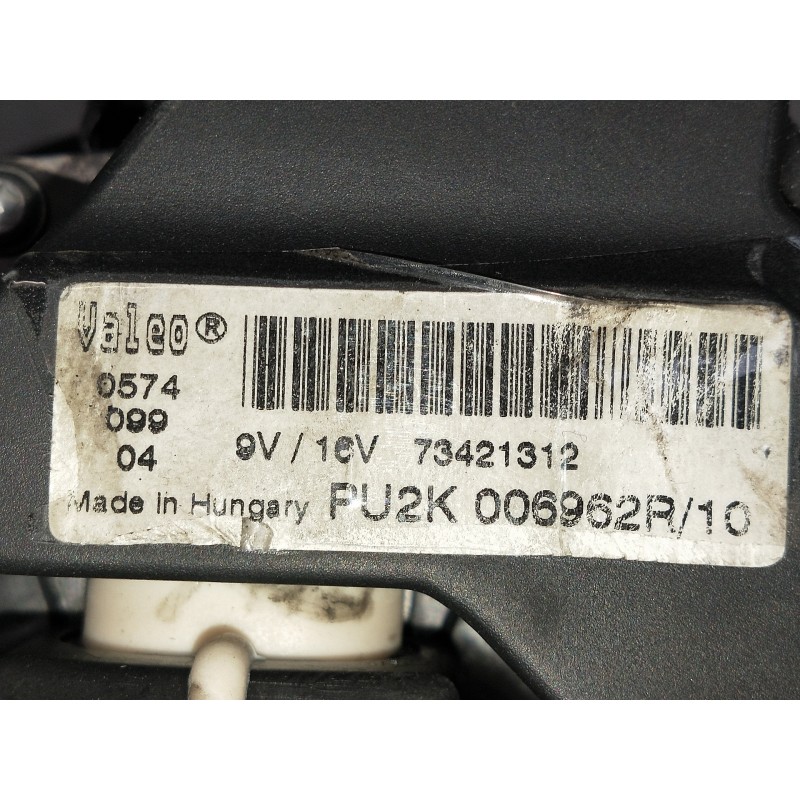 Valeo®
0574
099
04
9V / 16V 73421312
Made in Hungary PU2K 006962R/10